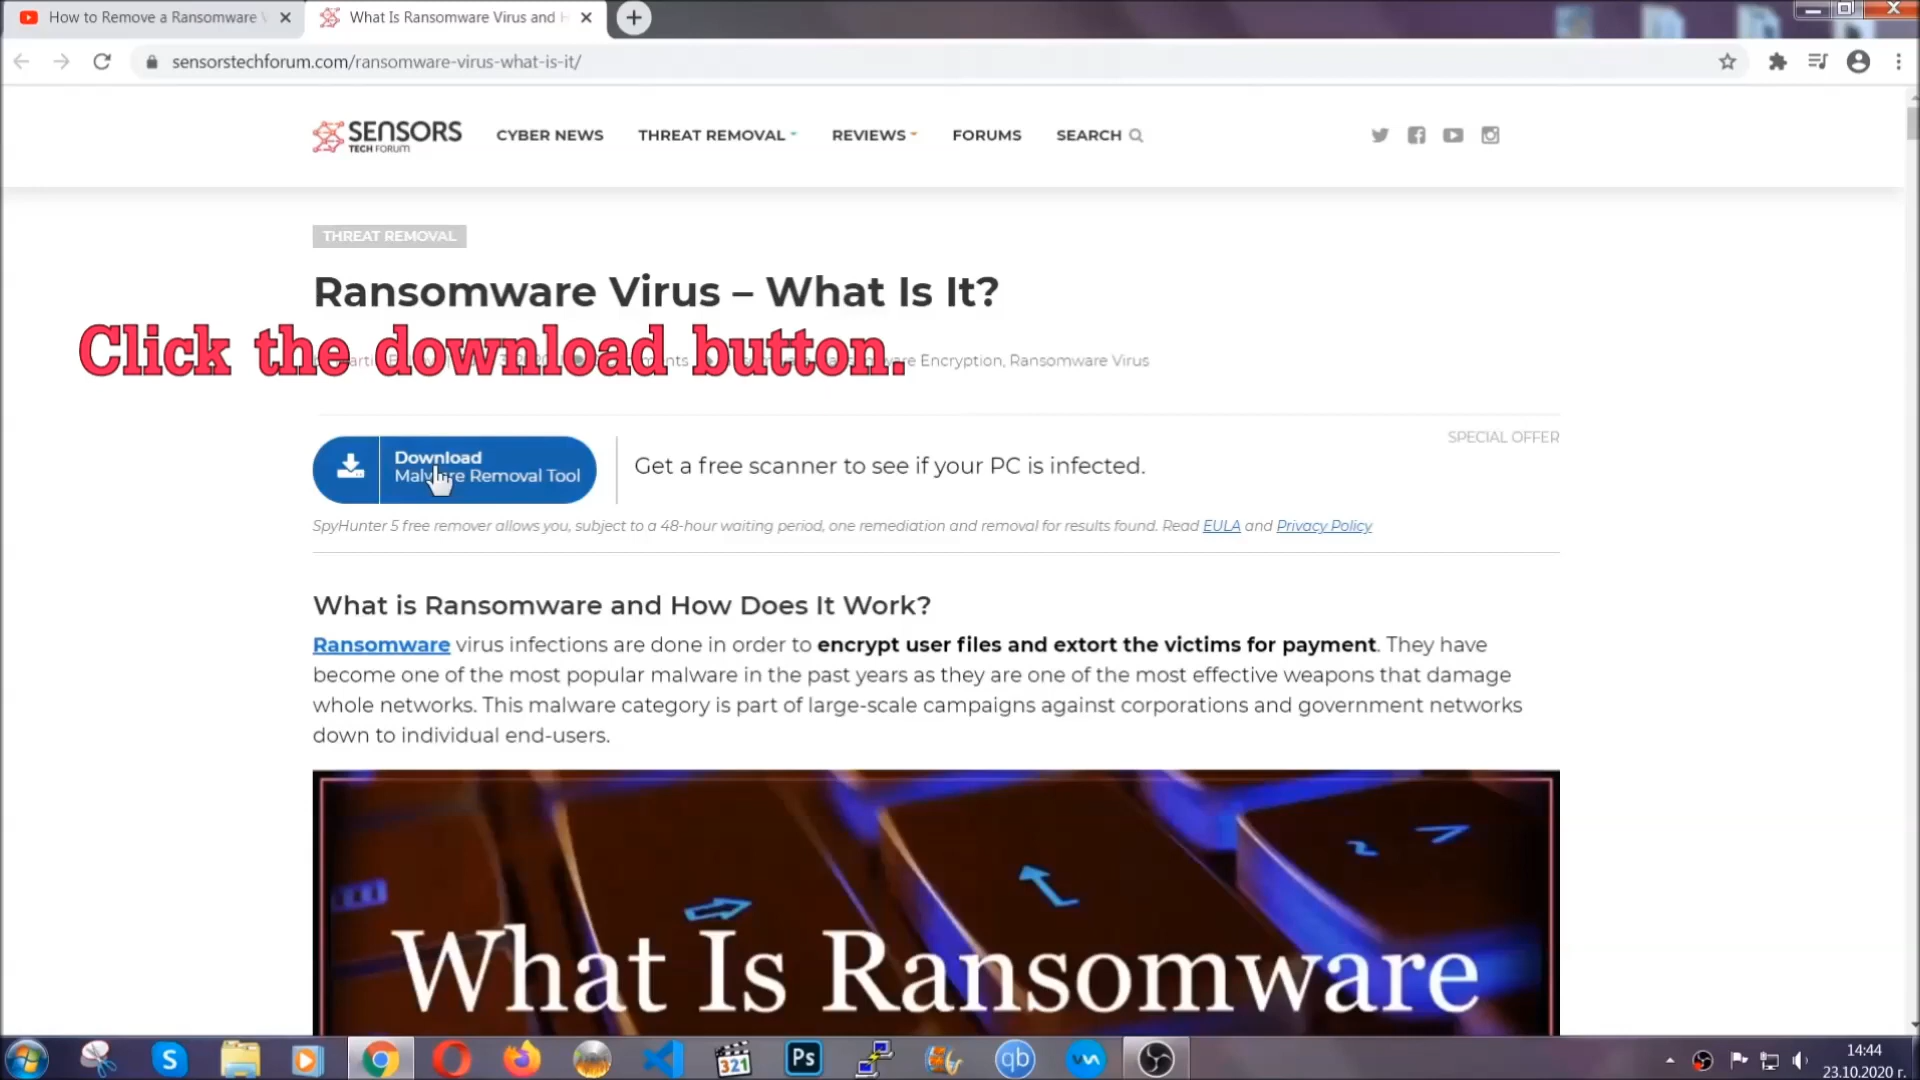 How to Remove a Ransomware V
What Is Ransomware Virus and H
sensorstechforum.com/ransomware-virus-what-is-it/
SENSORS
TECH FORUM
CYBER NEWS
THREAT REMOVAL
REVIEWS
FORUMS
SEARCH
THREAT REMOVAL
Ransomware Virus – What Is It?
Click the download button.
Encryption, Ransomware Virus
SPECIAL OFFER
Download
Malware Removal Tool
Get a free scanner to see if your PC is infected.
SpyHunter 5 free remover allows you, subject to a 48-hour waiting period, one remediation and removal for results found. Read EULA and Privacy Policy
What is Ransomware and How Does It Work?
Ransomware virus infections are done in order to encrypt user files and extort the victims for payment. They have
become one of the most popular malware in the past years as they are one of the most effective weapons that damage
whole networks. This malware category is part of large-scale campaigns against corporations and government networks
down to individual end-users.
What Is Ransomware
S
321
Ps
qb
14:44
23.10.2020 г.